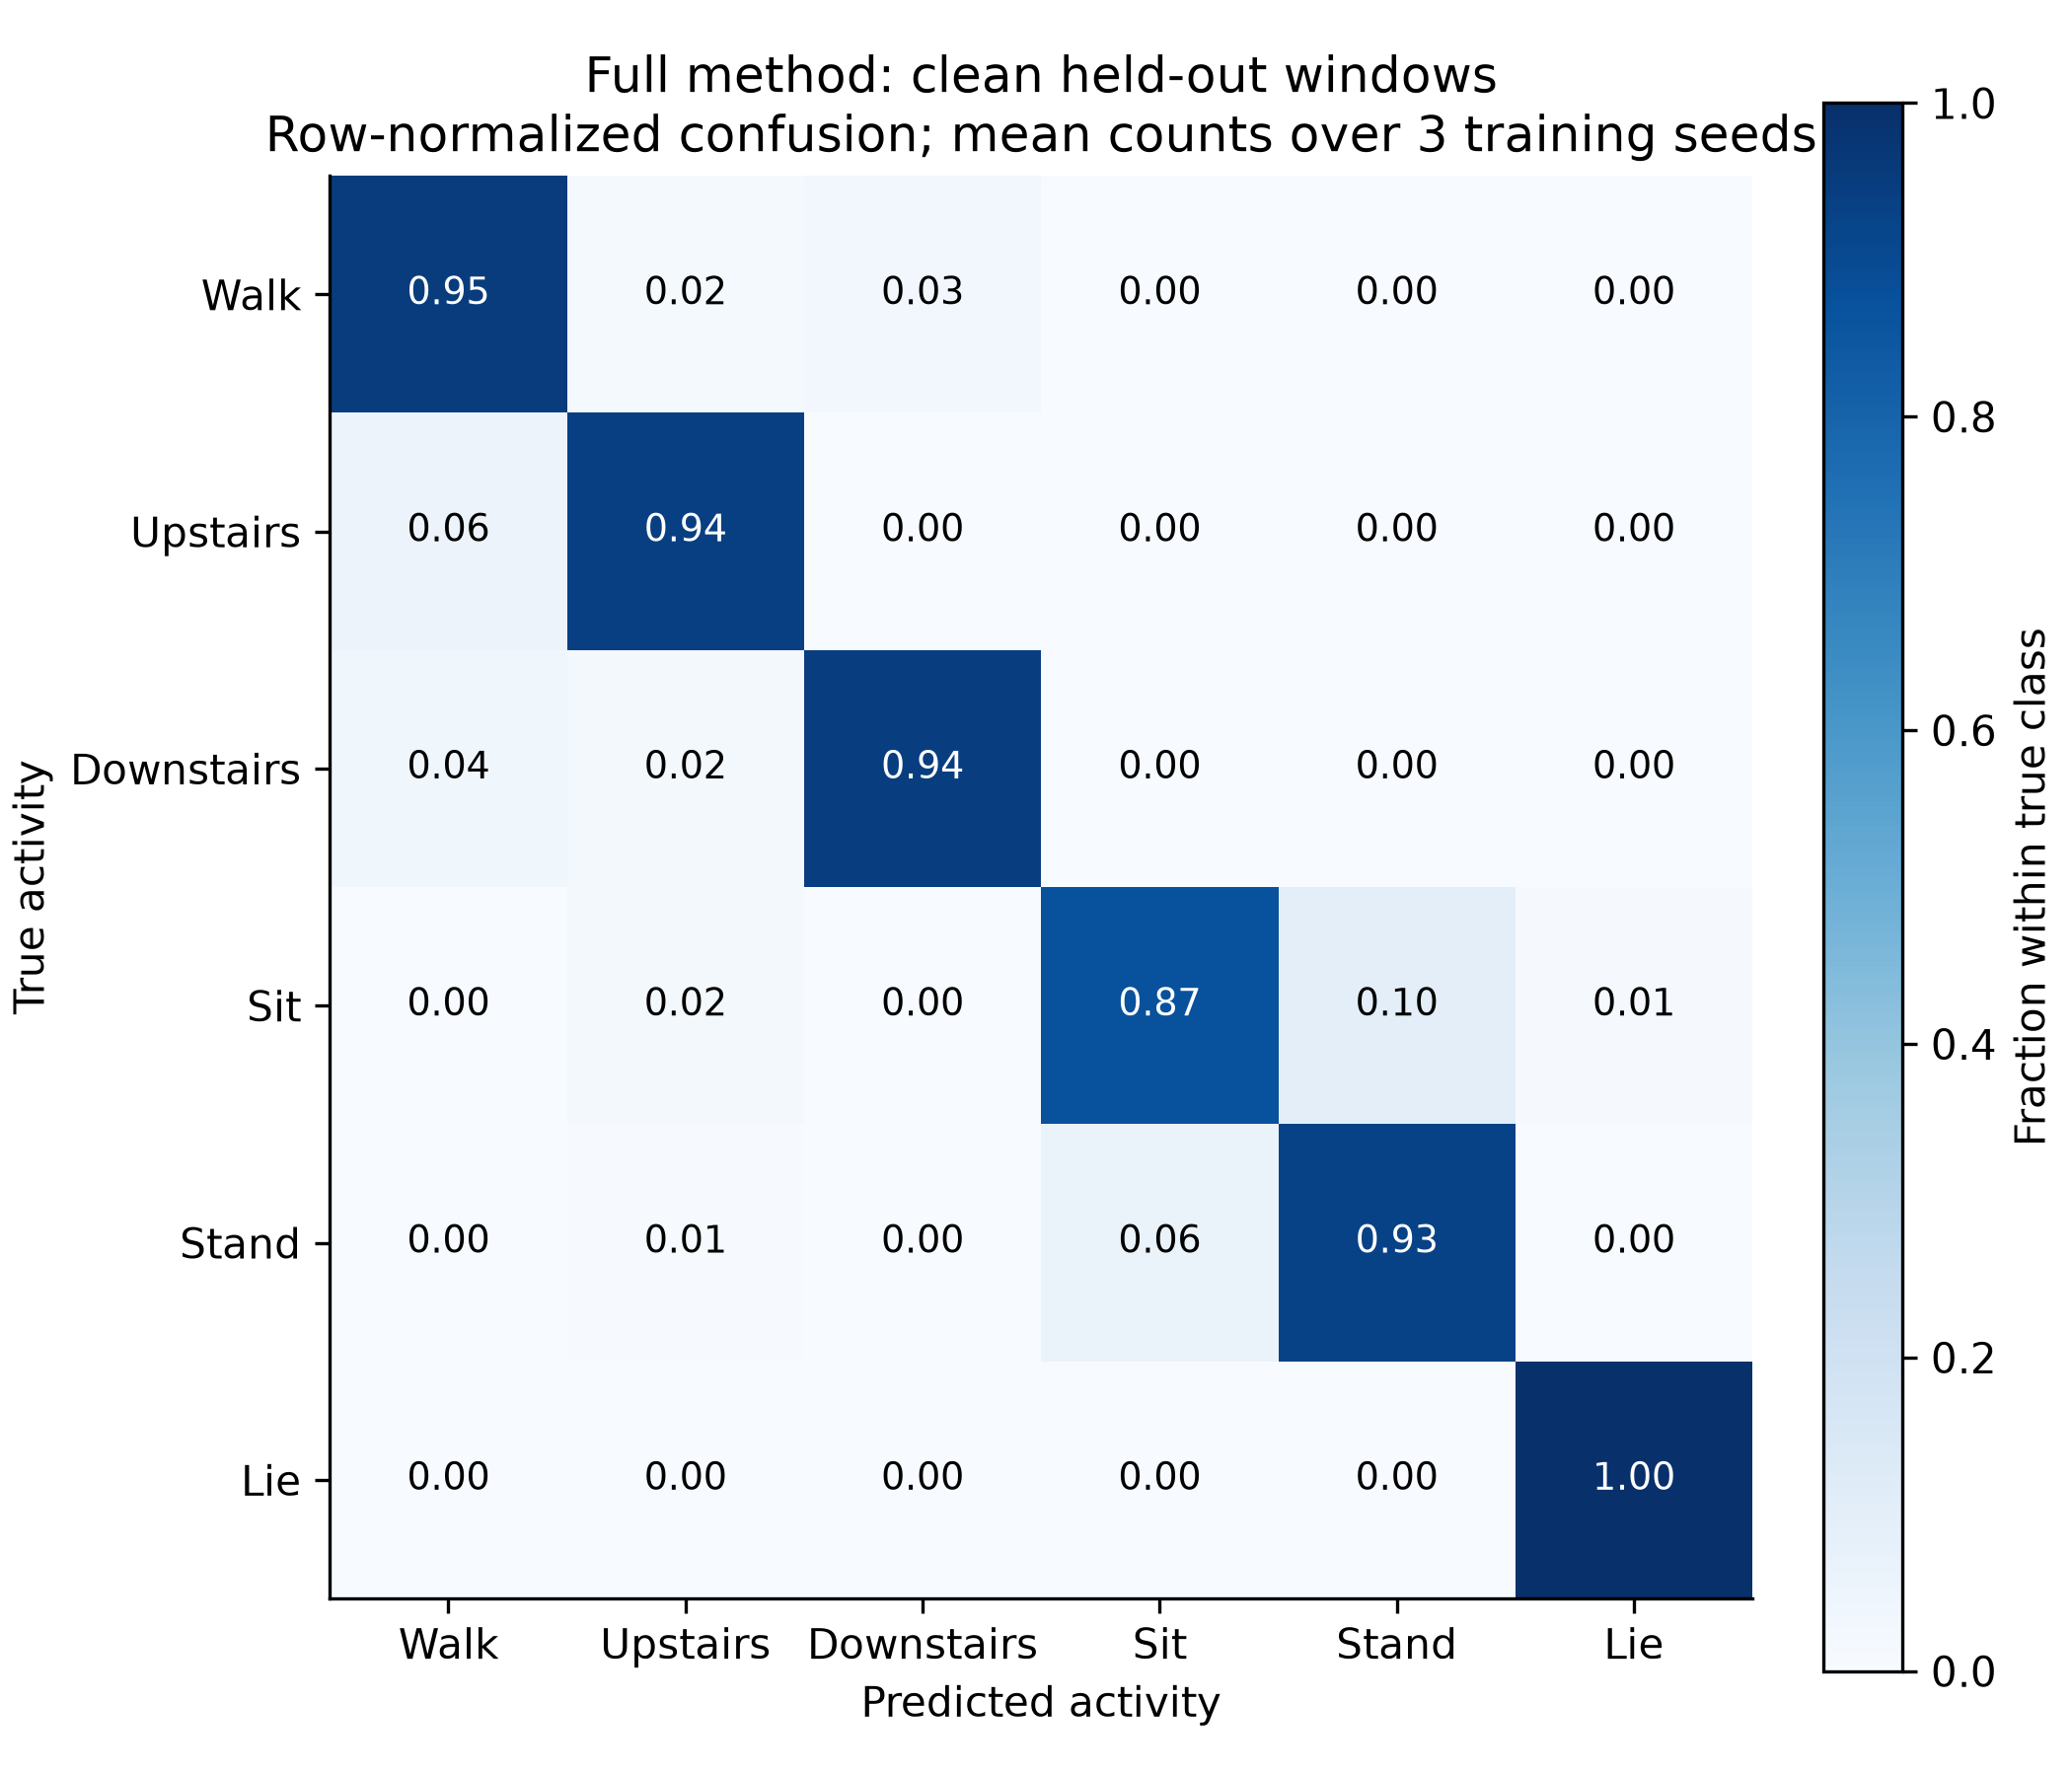 Full method: clean held-out windows
Row-normalized confusion; mean counts over 3 training seeds
True activity
Walk 0.95 0.02 0.03 0.00 0.00 0.00
Upstairs 0.06 0.94 0.00 0.00 0.00 0.00
Downstairs 0.04 0.02 0.94 0.00 0.00 0.00
Sit 0.00 0.02 0.00 0.87 0.10 0.01
Stand 0.00 0.01 0.00 0.06 0.93 0.00
Lie 0.00 0.00 0.00 0.00 0.00 1.00
Walk Upstairs Downstairs Sit Stand Lie
Predicted activity
1.0
0.8
0.6
0.4
0.2
0.0
Fraction within true class